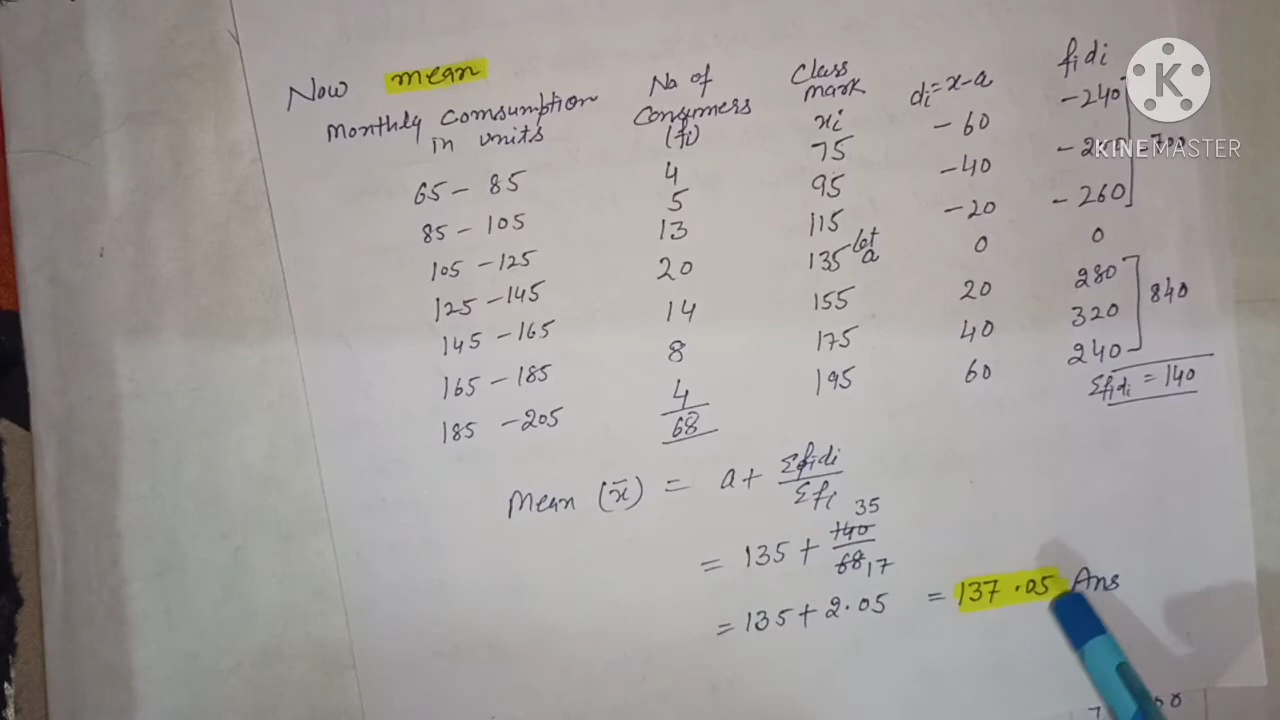 Now mean
Monthly Comsumption in units No of Consumers (fi) Class mark xi di = x-a fidi
65 - 85 4 75 - 60 - 240
85 - 105 5 95 - 40 - 700
105 - 125 13 115 - 20 - 260
125 - 145 20 135 let a 0 0
145 - 165 14 155 20 280 840
165 - 185 8 175 40 320
185 - 205 4 195 60 240
68 Σfidi = 140
Mean (x̄) = a + Σfidi / Σfi
= 135 + 140 / 68 35 17
= 135 + 2.05 = 137.05 Ans
K
KINEMASTER